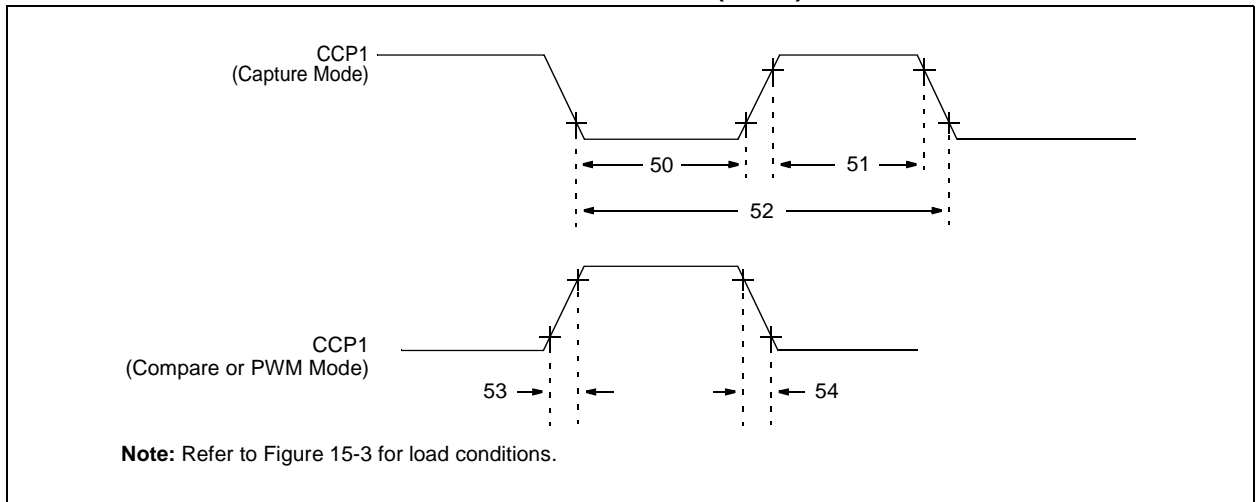 CCP1
(Capture Mode)
50
51
52
CCP1
(Compare or PWM Mode)
53
54
Note: Refer to Figure 15-3 for load conditions.